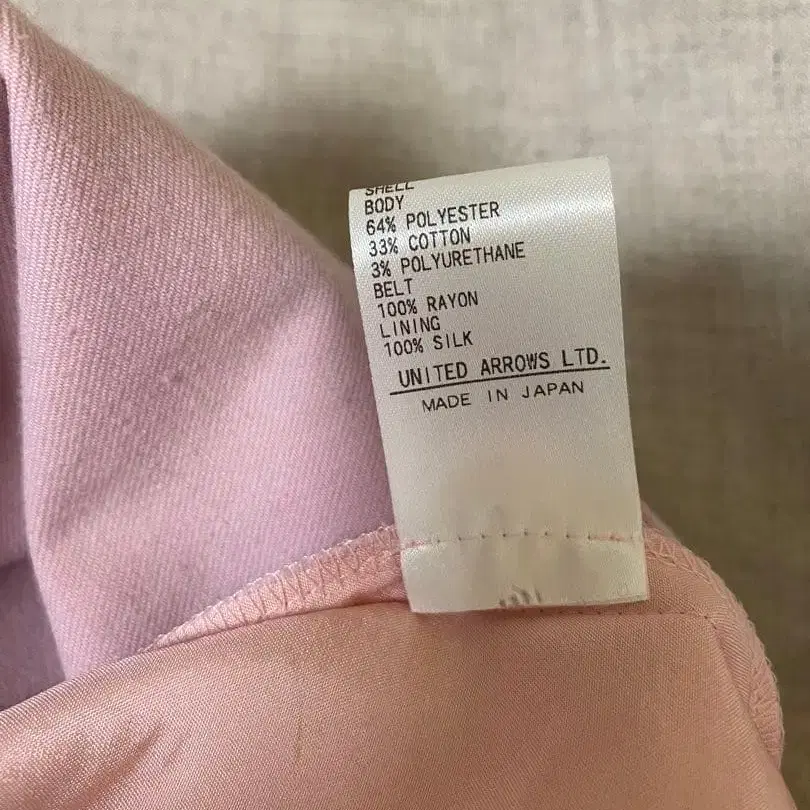 SHELL
BODY
64% POLYESTER
33% COTTON
3% POLYURETHANE
BELT
100% RAYON
LINING
100% SILK
UNITED ARROWS LTD.
MADE IN JAPAN